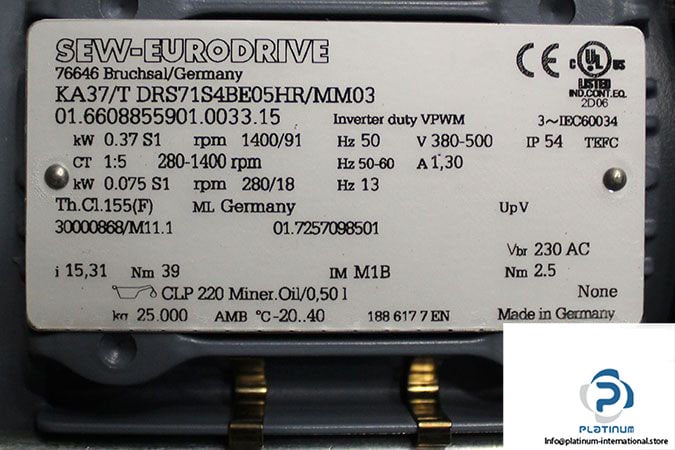 SEW-EURODRIVE
76646 Bruchsal/Germany
CE c UL US LISTED
IND.CONT.EQ.
2D06
KA37/T DRS71S4BE05HR/MM03
01.6608855901.0033.15 Inverter duty VPWM 3~IEC60034
kW 0.37 S1 rpm 1400/91 Hz 50 V 380-500 IP 54 TEFC
CT 1:5 280-1400 rpm Hz 50-60 A 1,30
kW 0.075 S1 rpm 280/18 Hz 13
Th.Cl.155(F) ML Germany UpV
30000868/M11.1 01.7257098501
Vbr 230 AC
i 15,31 Nm 39 IM M1B Nm 2.5
CLP 220 Miner.Oil/0,50 l None
kg 25.000 AMB °C -20..40 188 617 7 EN Made in Germany
PLATINUM
Info@platinum-international.store